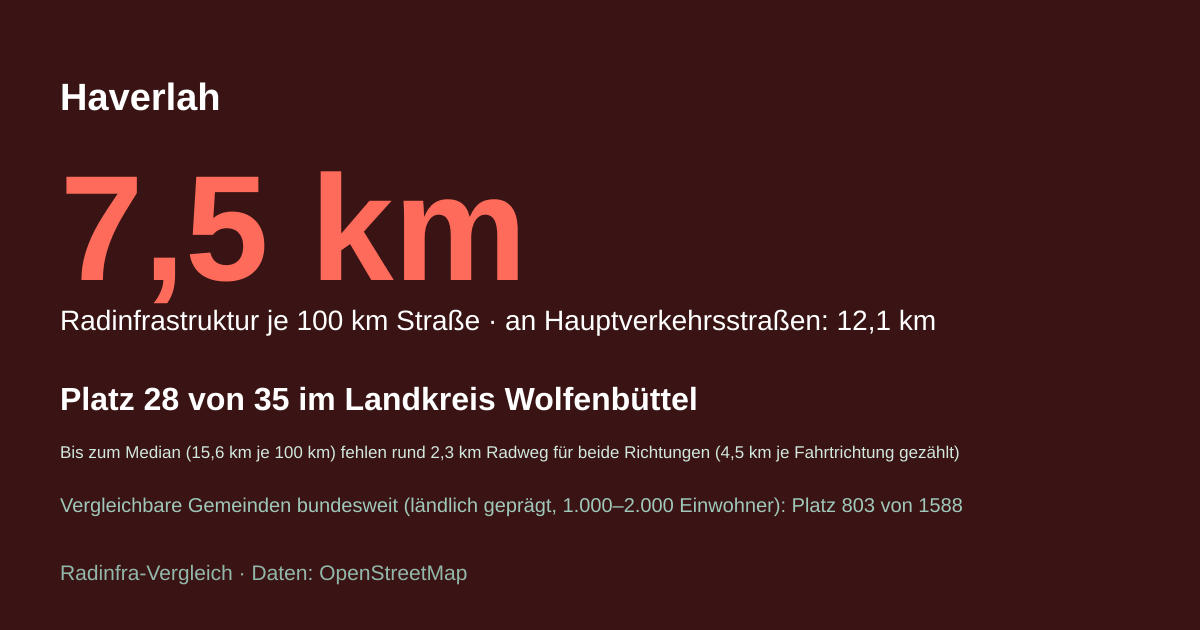 Haverlah
7,5 km
Radinfrastruktur je 100 km Straße · an Hauptverkehrsstraßen: 12,1 km
Platz 28 von 35 im Landkreis Wolfenbüttel
Bis zum Median (15,6 km je 100 km) fehlen rund 2,3 km Radweg für beide Richtungen (4,5 km je Fahrtrichtung gezählt)
Vergleichbare Gemeinden bundesweit (ländlich geprägt, 1.000–2.000 Einwohner): Platz 803 von 1588
Radinfra-Vergleich · Daten: OpenStreetMap